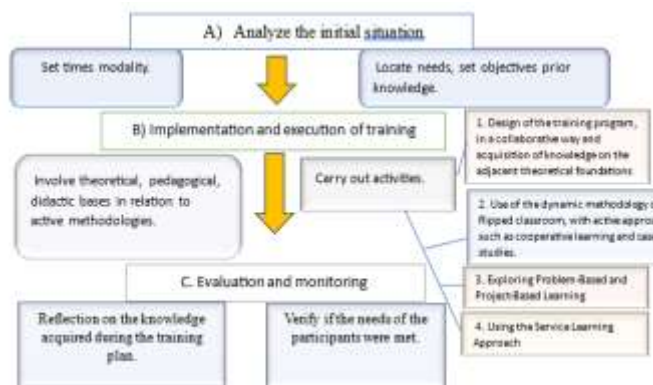 A) Analyze the initial situation
Set times modality.
Locate needs, set objectives prior
knowledge.
B) Implementation and execution of training
Involve theoretical, pedagogical,
didactic bases in relation to
active methodologies.
Carry out activities.
1. Design of the training program,
in a collaborative way and
acquisition of knowledge on the
adjacent theoretical foundations
2. Use of the dynamic methodology
flipped classroom, with active
such as cooperative learning and
studies.
3. Exploring Problem-Based and
Project-Based Learning
4. Using the Service Learning
Approach
C. Evaluation and monitoring
Reflection on the knowledge
acquired during the training
plan.
Verify if the needs of the
participants were met.